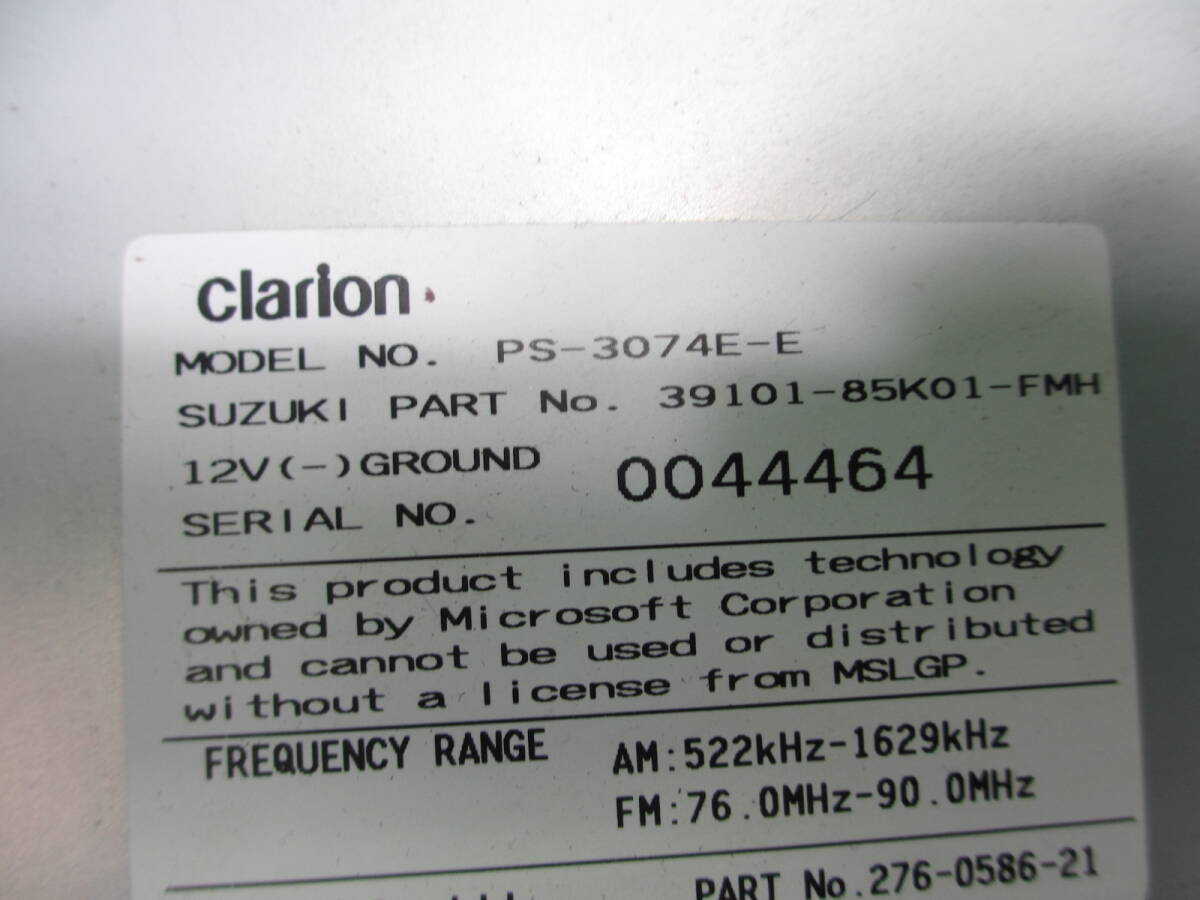 clarion
MODEL NO. PS-3074E-E
SUZUKI PART No. 39101-85K01-FMH
12V(-)GROUND
0044464
SERIAL NO.
This product includes technology
owned by Microsoft Corporation
and cannot be used or distributed
without a license from MSLGP.
FREQUENCY RANGE AM:522kHz-1629kHz
FM:76.0MHz-90.0MHz
PART No.276-0586-21